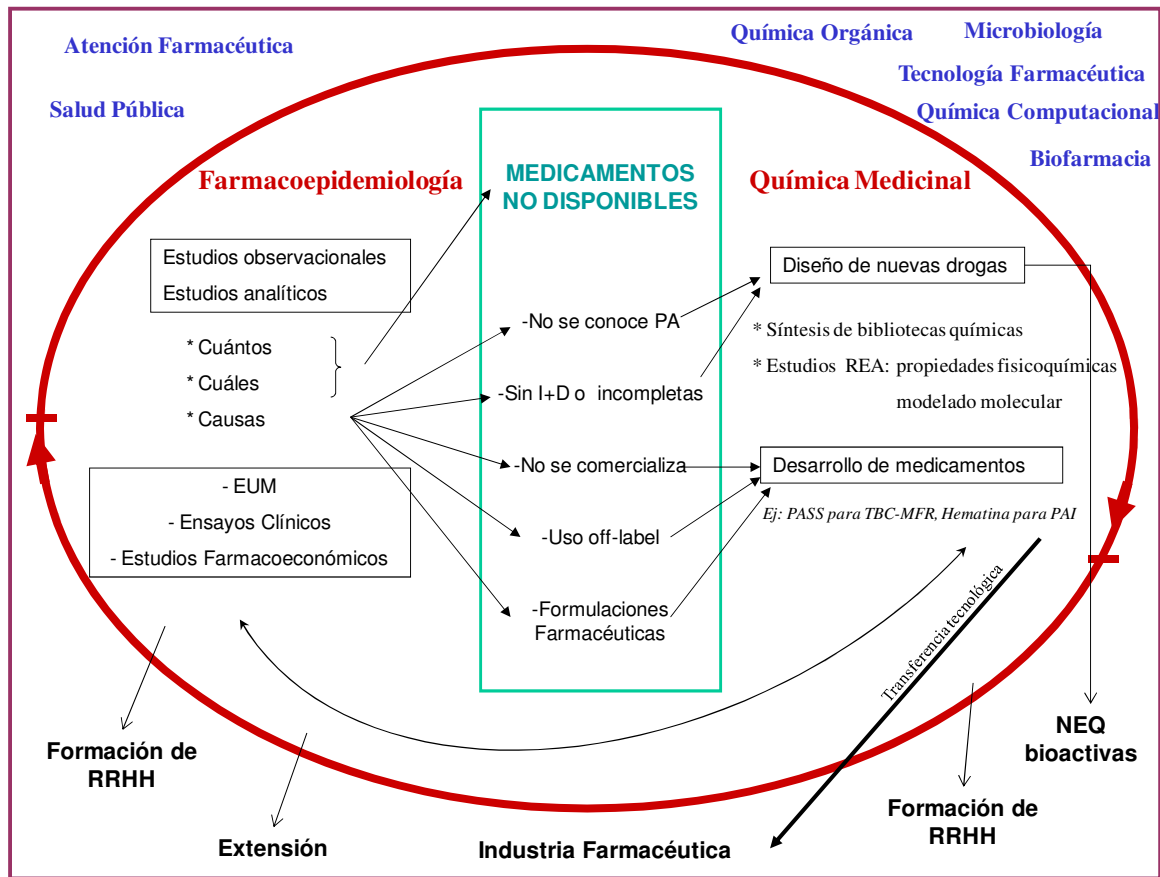 Atención Farmacéutica
Salud Pública
Química Orgánica
Microbiología
Tecnología Farmacéutica
Química Computacional
Biofarmacia
Farmacoepidemiología
Estudios observacionales
Estudios analíticos
* Cuántos
* Cuáles
* Causas
- EUM
- Ensayos Clínicos
- Estudios Farmacoeconómicos
MEDICAMENTOS
NO DISPONIBLES
-No se conoce PA
-Sin I+D o incompletas
-No se comercializa
-Uso off-label
-Formulaciones
Farmacéuticas
Química Medicinal
Diseño de nuevas drogas
* Síntesis de bibliotecas químicas
* Estudios REA: propiedades fisicoquímicas
modelado molecular
Desarrollo de medicamentos
Ej: PASS para TBC-MFR, Hematina para PAI
Transferencia tecnológica
Formación de
RRHH
Extensión
Industria Farmacéutica
Formación de
RRHH
NEQ
bioactivas